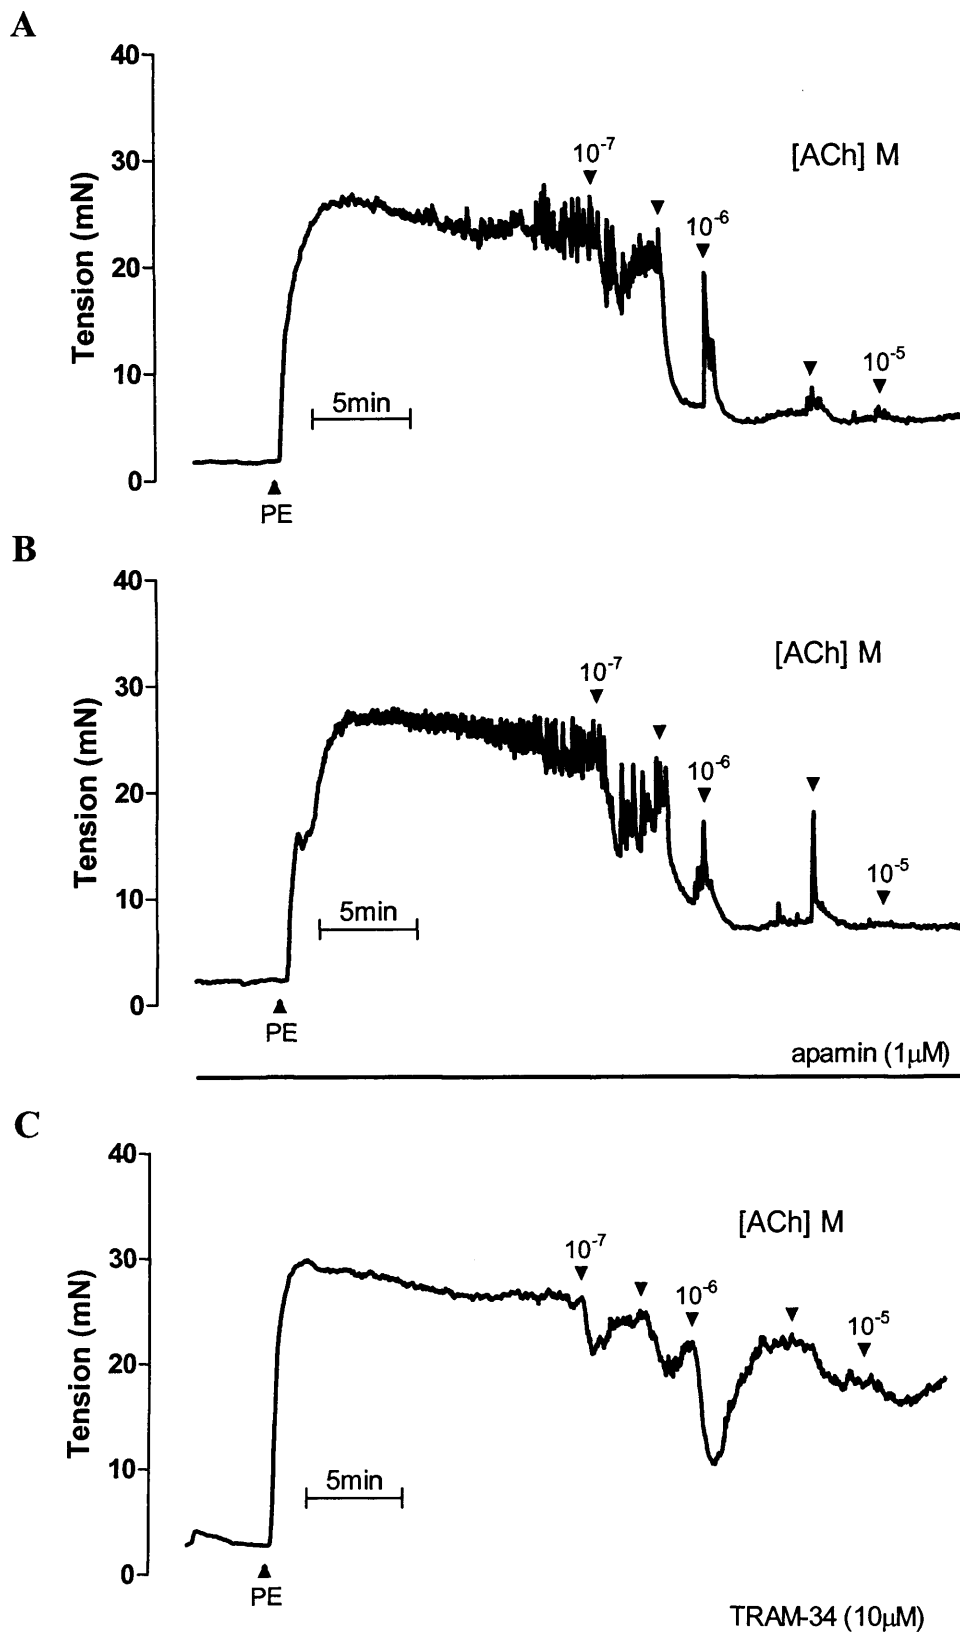 A
40
30
20
10
0
Tension (mN)
10⁻⁷
10⁻⁶
10⁻⁵
[ACh] M
5min
PE
B
40
30
20
10
0
Tension (mN)
10⁻⁷
10⁻⁶
10⁻⁵
[ACh] M
5min
PE
apamin (1µM)
C
40
30
20
10
0
Tension (mN)
10⁻⁷
10⁻⁶
10⁻⁵
[ACh] M
5min
PE
TRAM-34 (10µM)